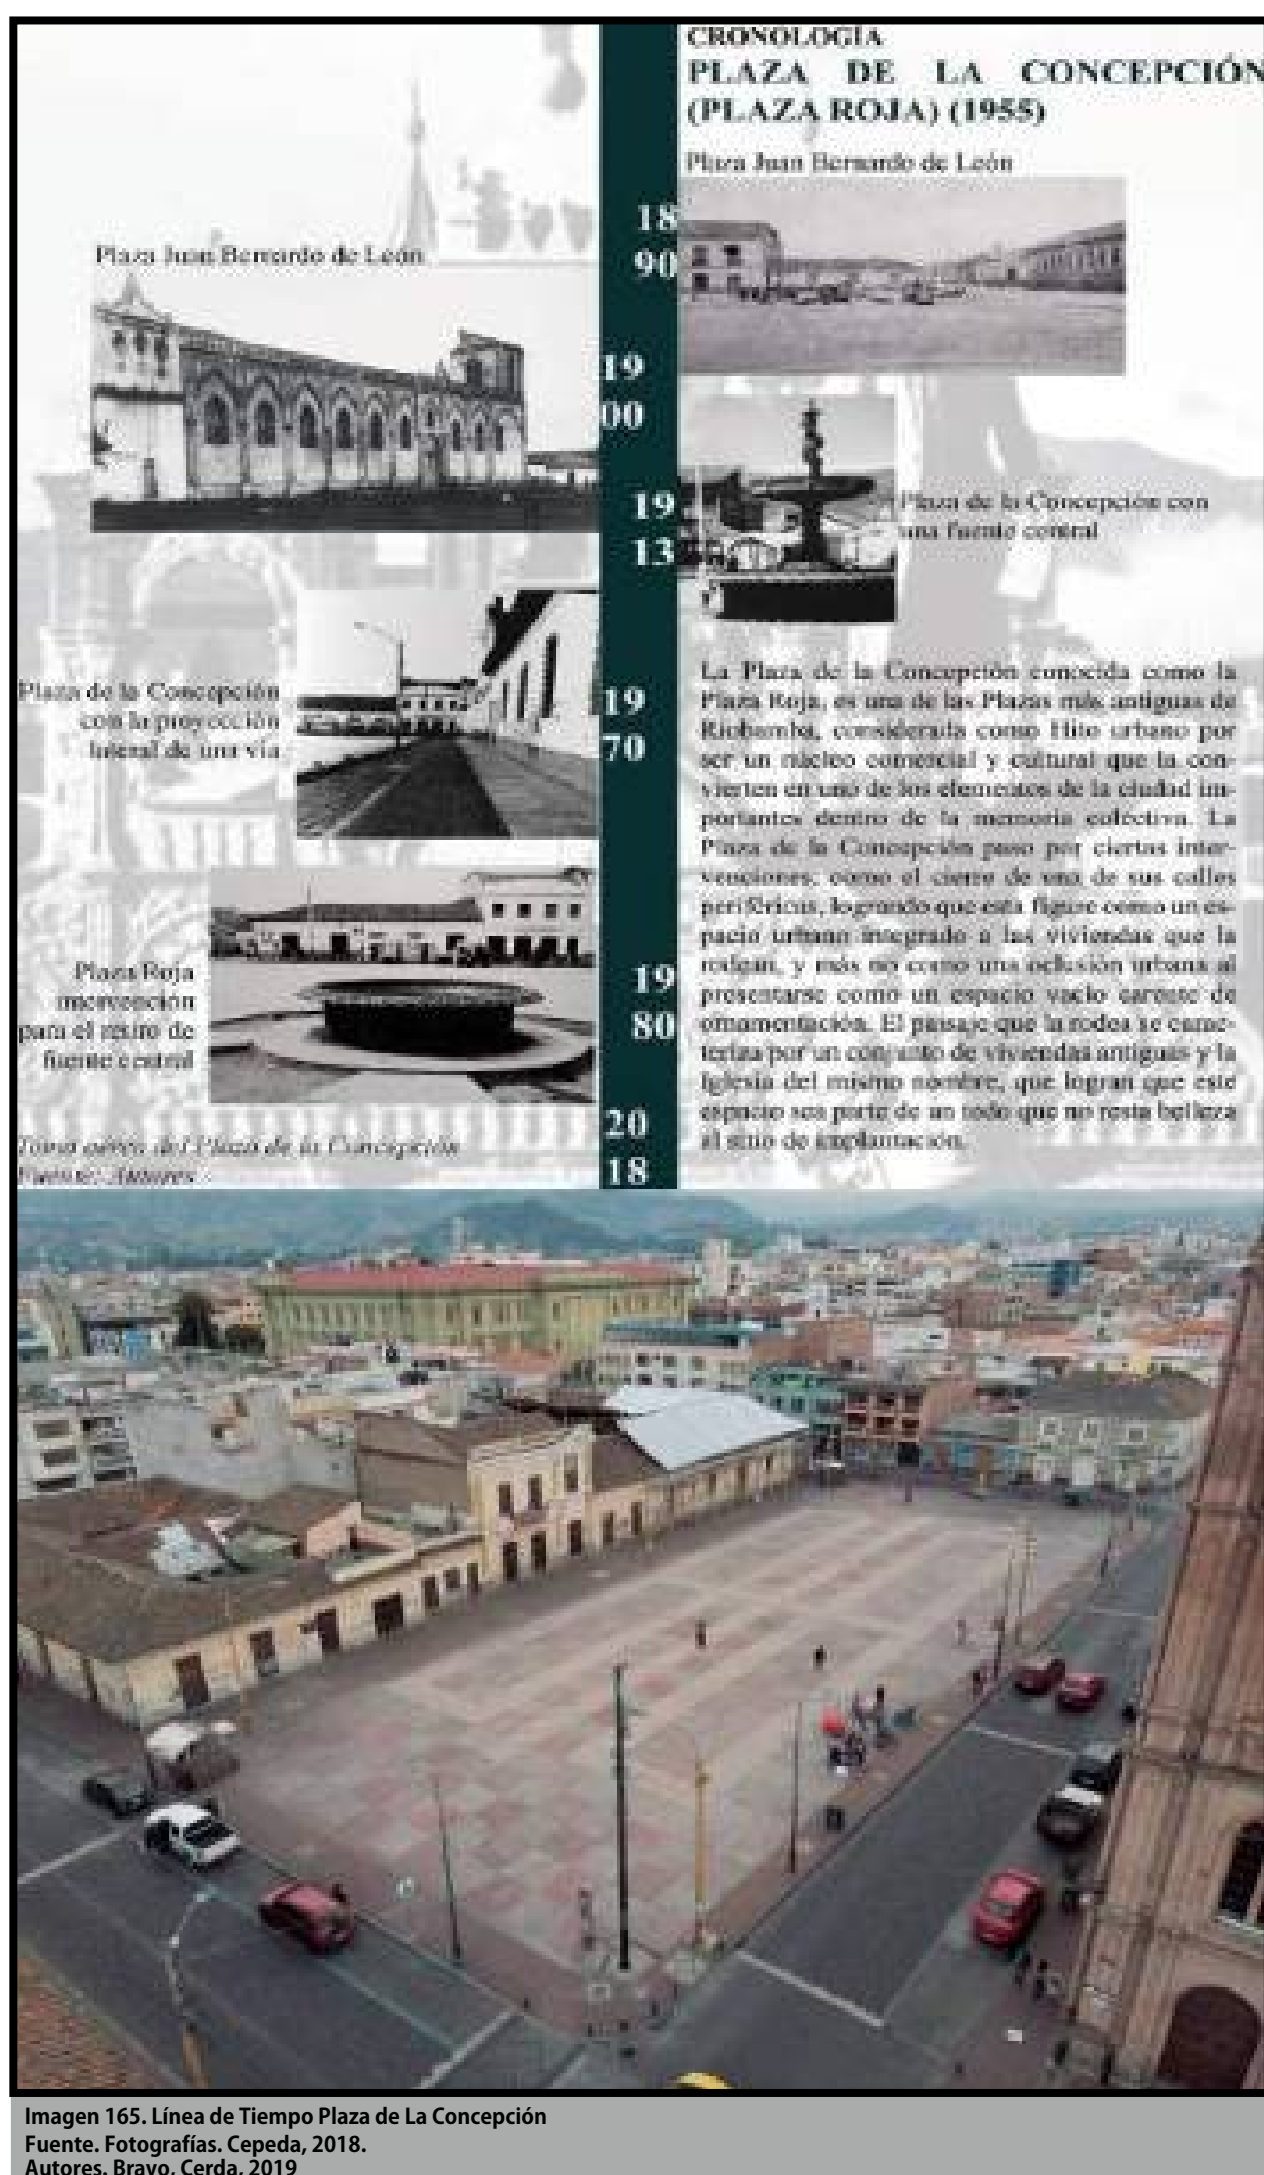 CRONOLOGÍA
PLAZA DE LA CONCEPCIÓN
(PLAZA ROJA) (1955)
Plaza Juan Bernardo de León
18
90
Plaza Juan Bernardo de León
19
00
19
13
Plaza de la Concepción con
una fuente central
Plaza de la Concepción
con la proyección
lateral de una vía
19
70
Plaza Roja
intervención
para el retiro de
fuente central
19
80
La Plaza de la Concepción conocida como la
Plaza Roja, es una de las Plazas más antiguas de
Riobamba, considerada como Hito urbano por
ser un núcleo comercial y cultural que la con-
vierten en uno de los elementos de la ciudad im-
portantes dentro de la memoria colectiva. La
Plaza de la Concepción paso por ciertas inter-
venciones, como el cierre de una de sus calles
periféricas, logrando que esta figure como un es-
pacio urbano integrado a las viviendas que la
rodean, y más no como una oclusión urbana al
presentarse como un espacio vacío carente de
ornamentación. El paisaje que la rodea se carac-
teriza por un conjunto de viviendas antiguas y la
Iglesia del mismo nombre, que logran que este
espacio sea parte de un todo que no resta belleza
al sitio de implantación.
20
18
Toma aérea del Plaza de la Concepción
Fuente: Autores
Imagen 165. Línea de Tiempo Plaza de La Concepción
Fuente. Fotografías. Cepeda, 2018.
Autores. Bravo, Cerda, 2019